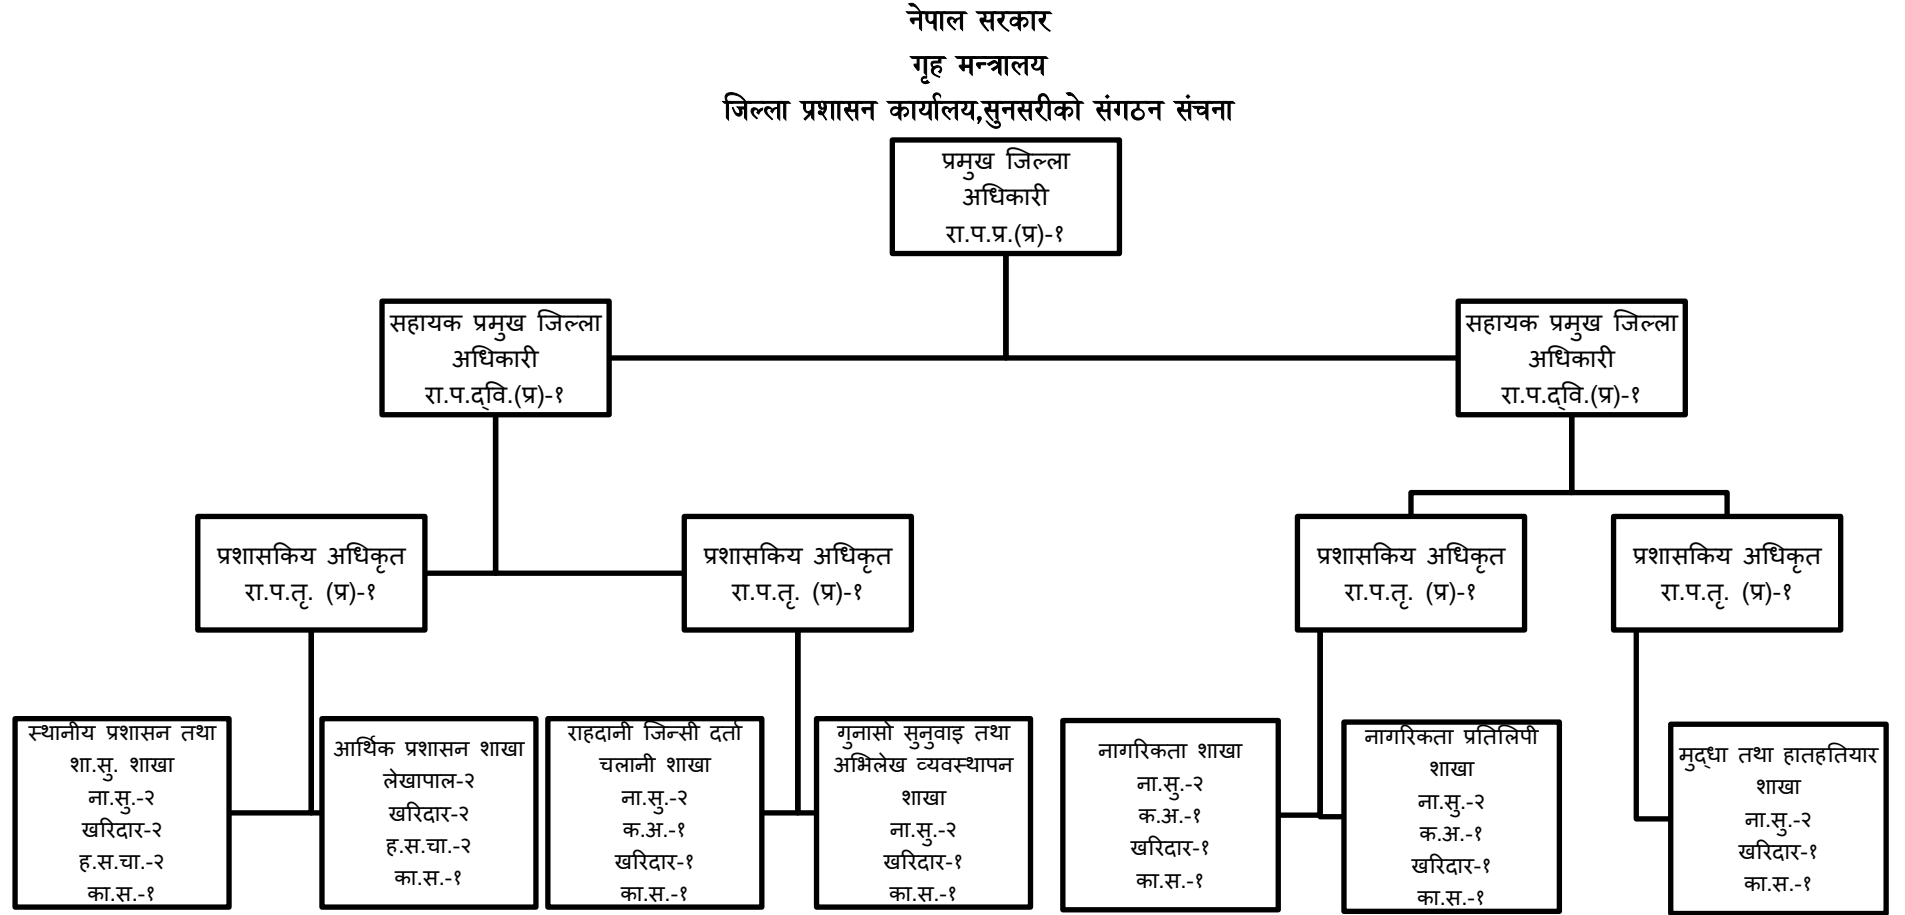 नेपाल सरकार
गृह मन्त्रालय
जिल्ला प्रशासन कार्यालय,सुनसरीको संगठन संचना
प्रमुख जिल्ला
अधिकारी
रा.प.प्र.(प्र)-१
सहायक प्रमुख जिल्ला
अधिकारी
रा.प.द्वि.(प्र)-१
सहायक प्रमुख जिल्ला
अधिकारी
रा.प.द्वि.(प्र)-१
प्रशासकिय अधिकृत
रा.प.तृ. (प्र)-१
प्रशासकिय अधिकृत
रा.प.तृ. (प्र)-१
प्रशासकिय अधिकृत
रा.प.तृ. (प्र)-१
प्रशासकिय अधिकृत
रा.प.तृ. (प्र)-१
स्थानीय प्रशासन तथा
शा.सु. शाखा
ना.सु.-२
खरिदार-२
ह.स.चा.-२
का.स.-१
आर्थिक प्रशासन शाखा
लेखापाल-२
खरिदार-२
ह.स.चा.-२
का.स.-१
राहदानी जिन्सी दर्ता
चलानी शाखा
ना.सु.-२
क.अ.-१
खरिदार-१
का.स.-१
गुनासो सुनुवाइ तथा
अभिलेख व्यवस्थापन
शाखा
ना.सु.-२
खरिदार-१
का.स.-१
नागरिकता शाखा
ना.सु.-२
क.अ.-१
खरिदार-१
का.स.-१
नागरिकता प्रतिलिपी
शाखा
ना.सु.-२
क.अ.-१
खरिदार-१
का.स.-१
मुद्धा तथा हातहतियार
शाखा
ना.सु.-२
खरिदार-१
का.स.-१